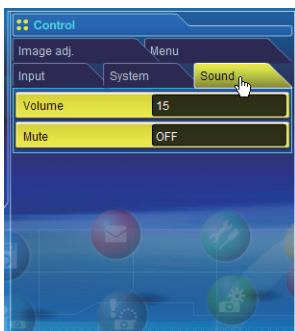 Control
Image adj. Menu
Input System Sound
Volume 15
Mute OFF